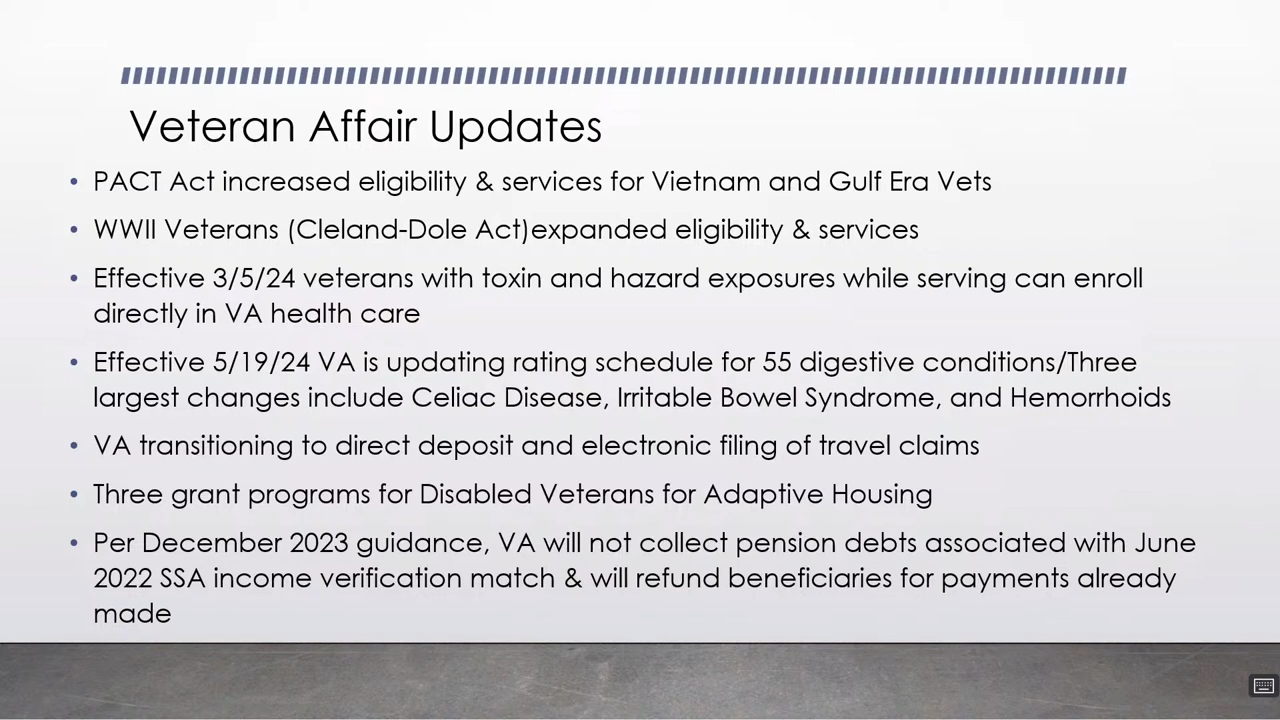 Veteran Affair Updates
• PACT Act increased eligibility & services for Vietnam and Gulf Era Vets
• WWII Veterans (Cleland-Dole Act)expanded eligibility & services
• Effective 3/5/24 veterans with toxin and hazard exposures while serving can enroll
directly in VA health care
• Effective 5/19/24 VA is updating rating schedule for 55 digestive conditions/Three
largest changes include Celiac Disease, Irritable Bowel Syndrome, and Hemorrhoids
• VA transitioning to direct deposit and electronic filing of travel claims
• Three grant programs for Disabled Veterans for Adaptive Housing
• Per December 2023 guidance, VA will not collect pension debts associated with June
2022 SSA income verification match & will refund beneficiaries for payments already
made